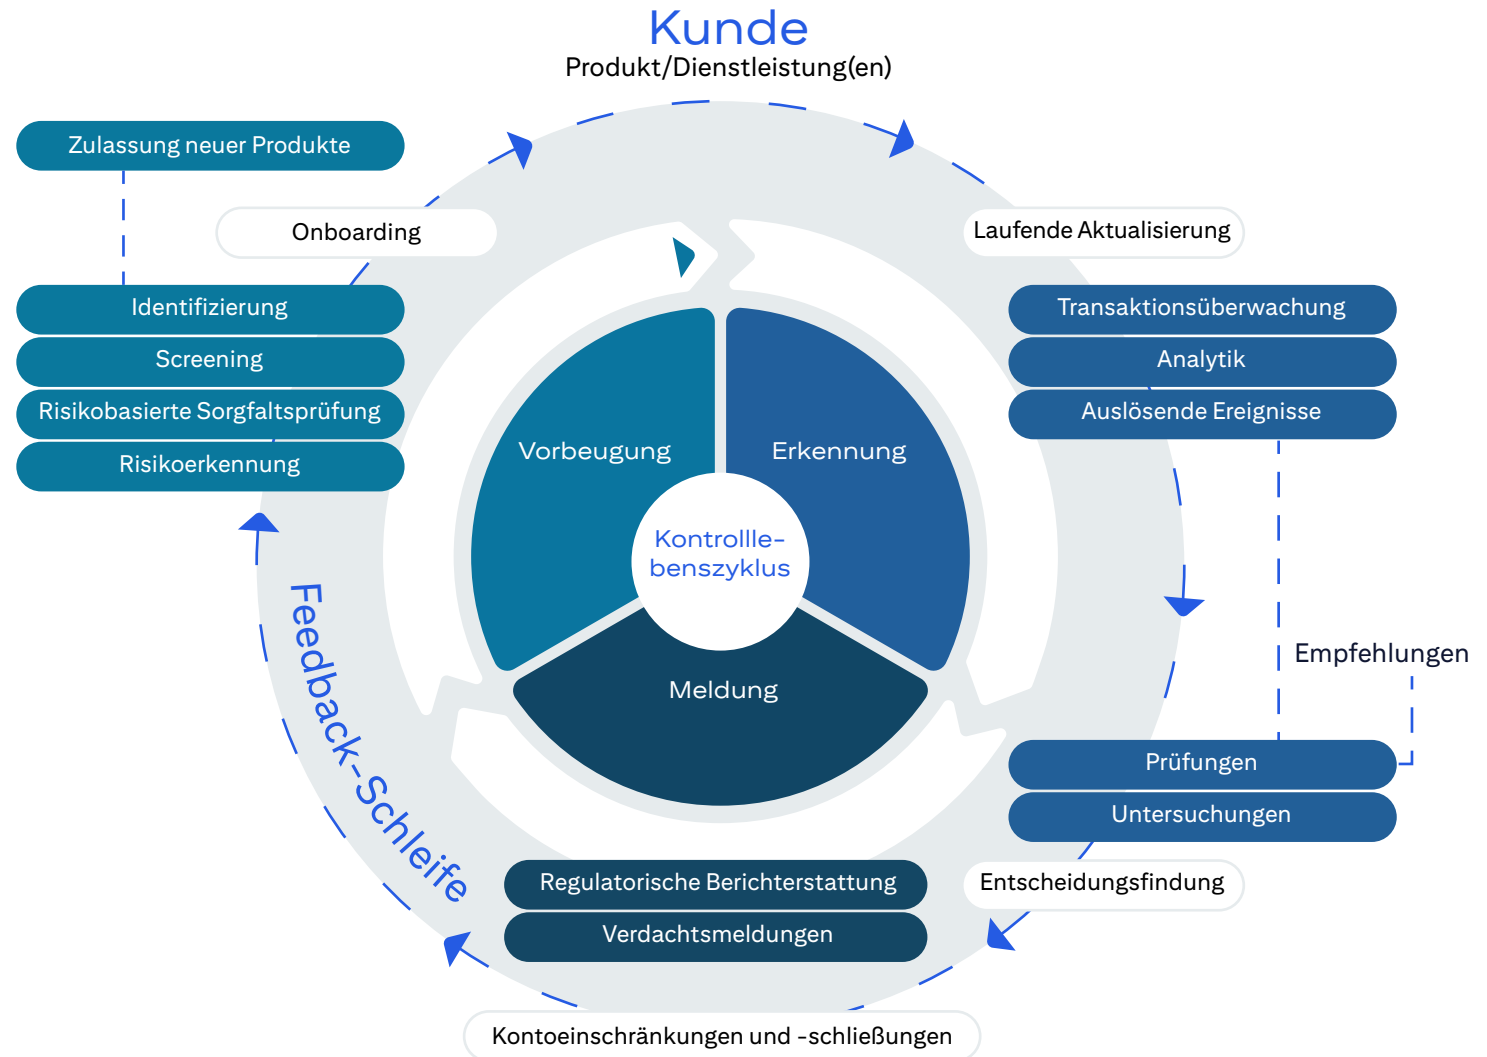 Kunde
Produkt/Dienstleistung(en)
Zulassung neuer Produkte
Onboarding
Laufende Aktualisierung
Identifizierung
Screening
Risikobasierte Sorgfaltsprüfung
Risikoerkennung
Transaktionsüberwachung
Analytik
Auslösende Ereignisse
Vorbeugung
Erkennung
Kontrollle-
benszyklus
Meldung
Feedback-Schleife
Empfehlungen
Prüfungen
Untersuchungen
Entscheidungsfindung
Regulatorische Berichterstattung
Verdachtsmeldungen
Kontoeinschränkungen und -schließungen